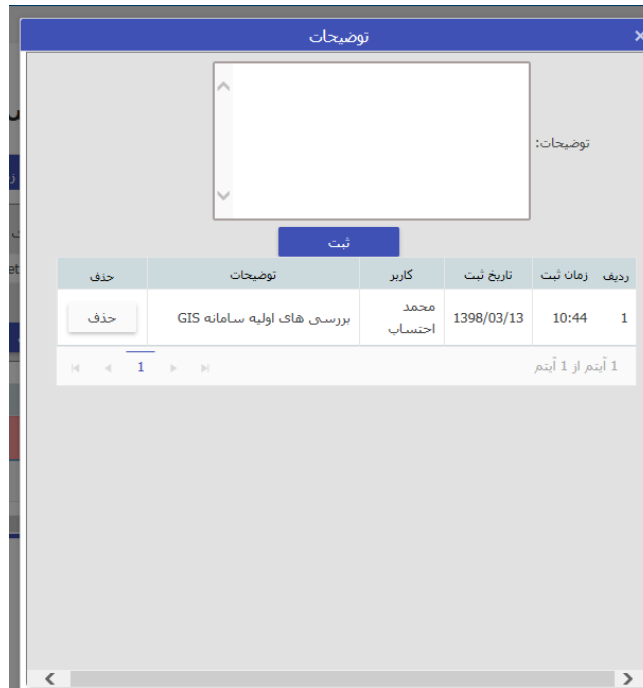 توضیحات ×
توضیحات:
ثبت
ردیف زمان ثبت تاریخ ثبت کاربر توضیحات حذف
1 10:44 1398/03/13 محمد احتساب بررسی های اولیه سامانه GIS حذف
1 آیتم از 1 آیتم 1